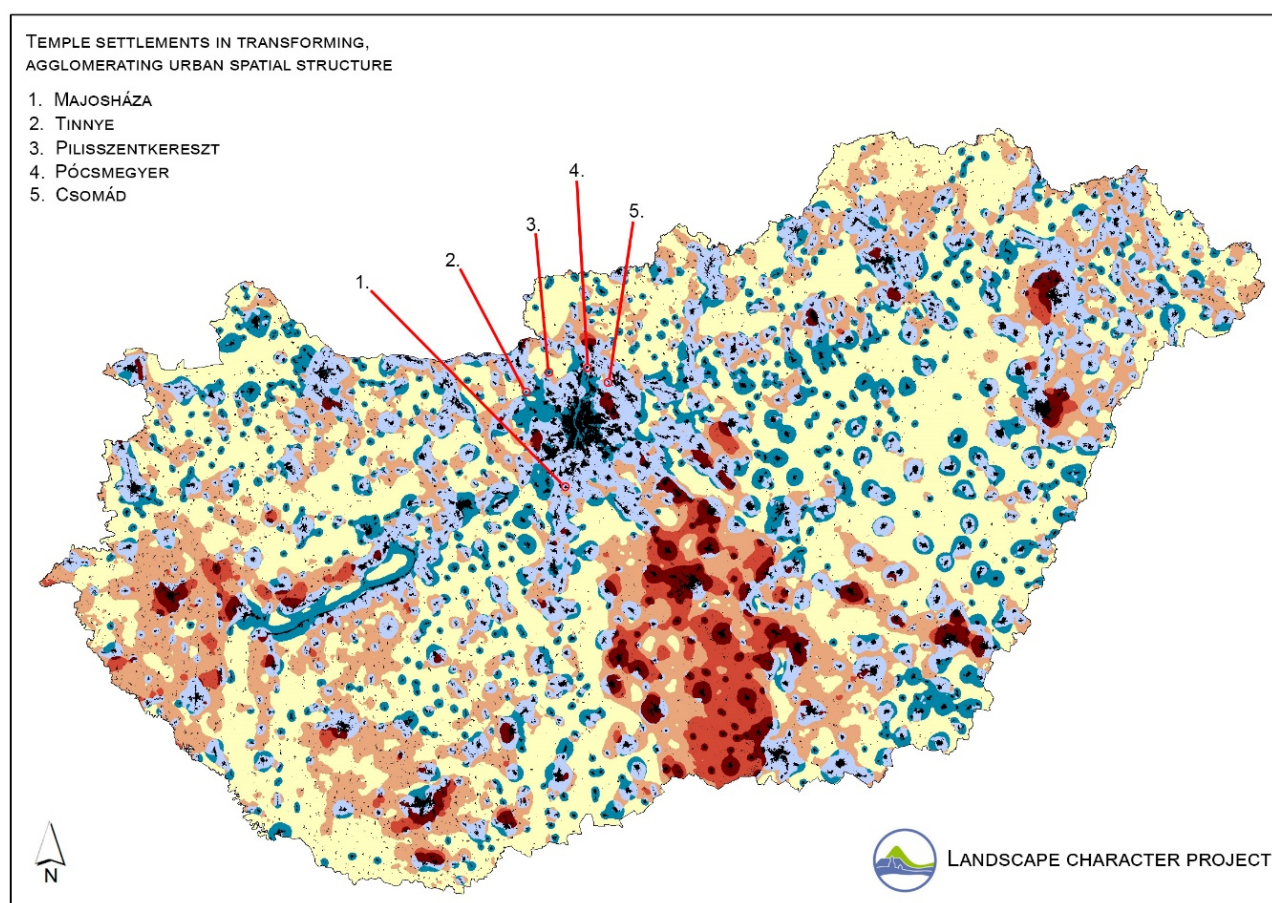 TEMPLE SETTLEMENTS IN TRANSFORMING,
AGGLOMERATING URBAN SPATIAL STRUCTURE
1. MAJOSHÁZA
2. TINNYE
3. PILISSZENTKERESZT
4. PÓCSMEGYER
5. CSOMÁD
4.
5.
3.
2.
1.
N
LANDSCAPE CHARACTER PROJECT